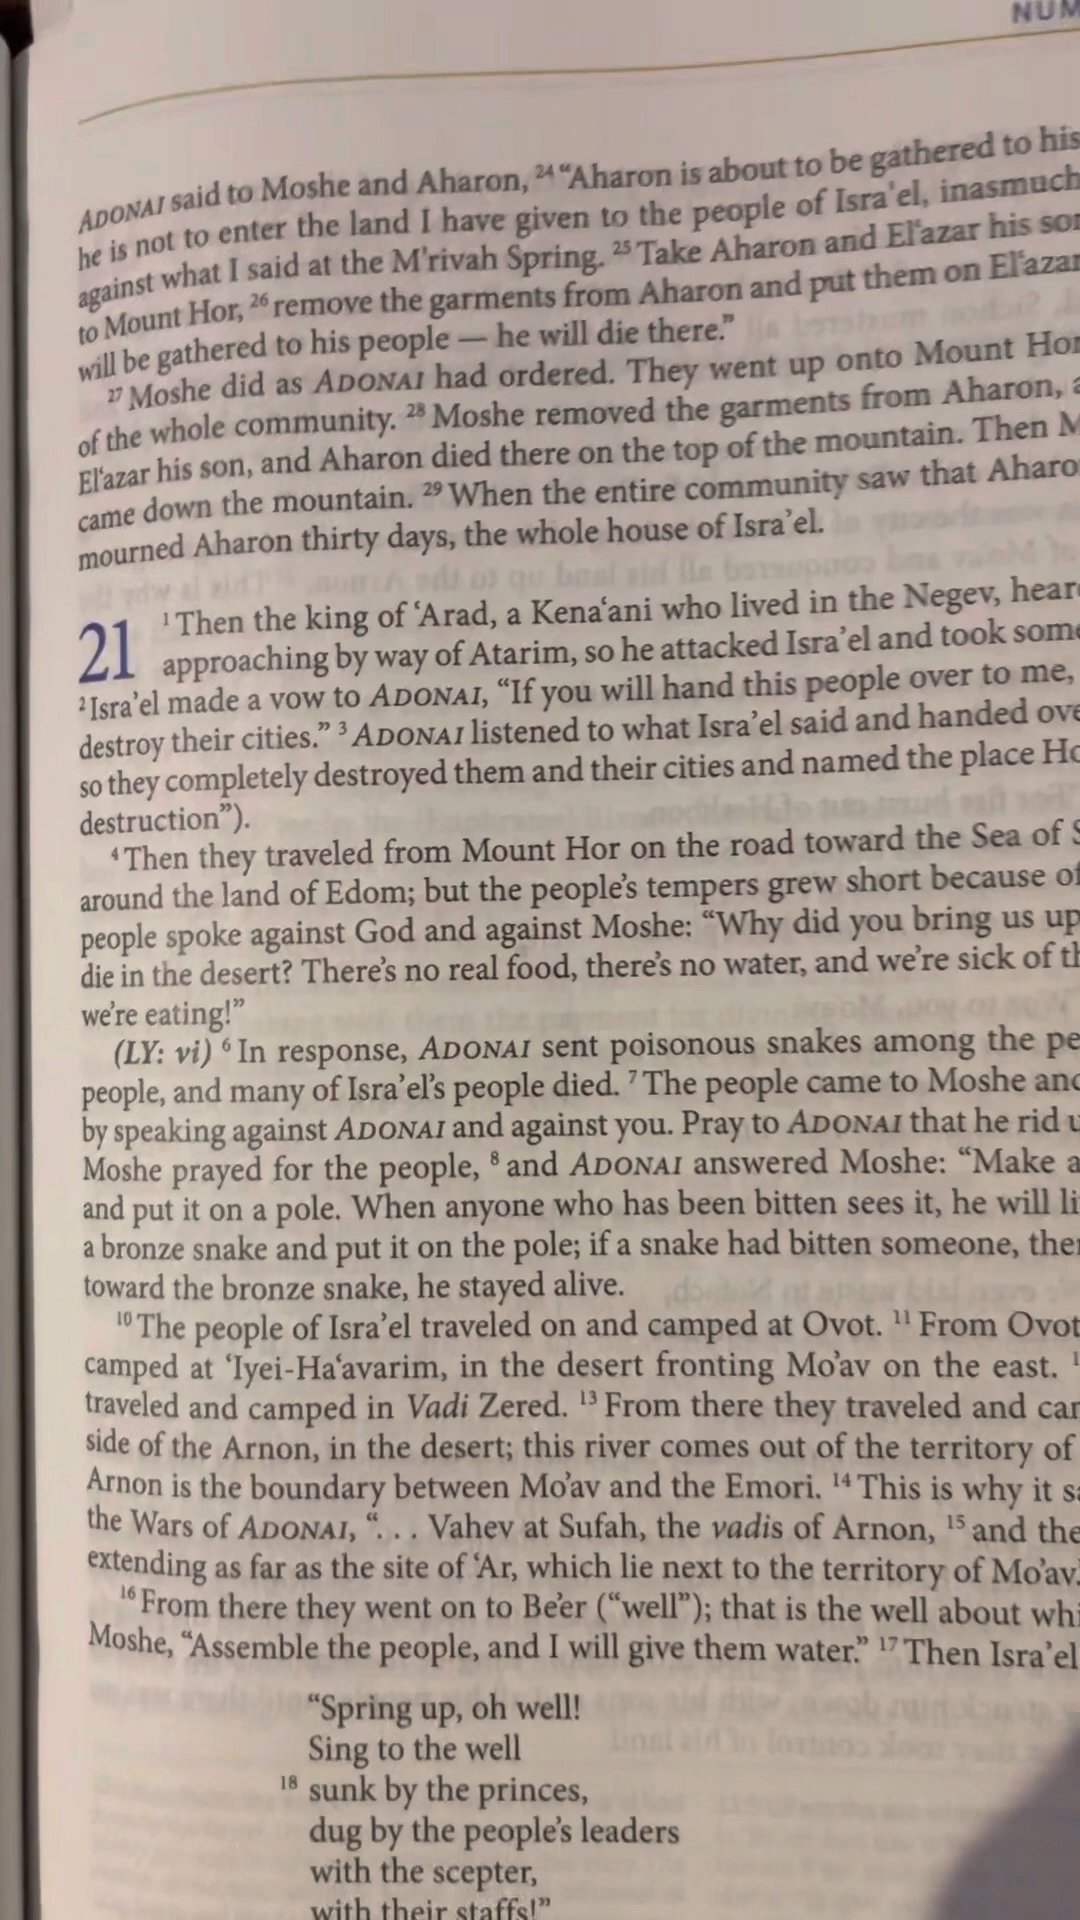 NUM
ADONAI said to Moshe and Aharon, 24 “Aharon is about to be gathered to his
he is not to enter the land I have given to the people of Isra’el, inasmuch
against what I said at the M’rivah Spring. 25 Take Aharon and El‘azar his son
to Mount Hor, 26 remove the garments from Aharon and put them on El‘azar
will be gathered to his people — he will die there.”
27 Moshe did as ADONAI had ordered. They went up onto Mount Hor
of the whole community. 28 Moshe removed the garments from Aharon, a
El‘azar his son, and Aharon died there on the top of the mountain. Then M
came down the mountain. 29 When the entire community saw that Aharo
mourned Aharon thirty days, the whole house of Isra’el.
21 1 Then the king of ‘Arad, a Kena‘ani who lived in the Negev, hear
approaching by way of Atarim, so he attacked Isra’el and took some
2 Isra’el made a vow to ADONAI, “If you will hand this people over to me,
destroy their cities.” 3 ADONAI listened to what Isra’el said and handed ove
so they completely destroyed them and their cities and named the place Ho
destruction”).
4 Then they traveled from Mount Hor on the road toward the Sea of S
around the land of Edom; but the people’s tempers grew short because of
people spoke against God and against Moshe: “Why did you bring us up
die in the desert? There’s no real food, there’s no water, and we’re sick of th
we’re eating!”
(LY: vi) 6 In response, ADONAI sent poisonous snakes among the pe
people, and many of Isra’el’s people died. 7 The people came to Moshe and
by speaking against ADONAI and against you. Pray to ADONAI that he rid u
Moshe prayed for the people, 8 and ADONAI answered Moshe: “Make a
and put it on a pole. When anyone who has been bitten sees it, he will li
a bronze snake and put it on the pole; if a snake had bitten someone, then
toward the bronze snake, he stayed alive.
10 The people of Isra’el traveled on and camped at Ovot. 11 From Ovot
camped at ‘Iyei-Ha‘avarim, in the desert fronting Mo’av on the east. 1
traveled and camped in Vadi Zered. 13 From there they traveled and cam
side of the Arnon, in the desert; this river comes out of the territory of
Arnon is the boundary between Mo’av and the Emori. 14 This is why it sa
the Wars of ADONAI, “. . . Vahev at Sufah, the vadis of Arnon, 15 and the
extending as far as the site of ‘Ar, which lie next to the territory of Mo’av.
16 From there they went on to Be’er (“well”); that is the well about whi
Moshe, “Assemble the people, and I will give them water.” 17 Then Isra’el
“Spring up, oh well!
Sing to the well
18 sunk by the princes,
dug by the people’s leaders
with the scepter,
with their staffs!”